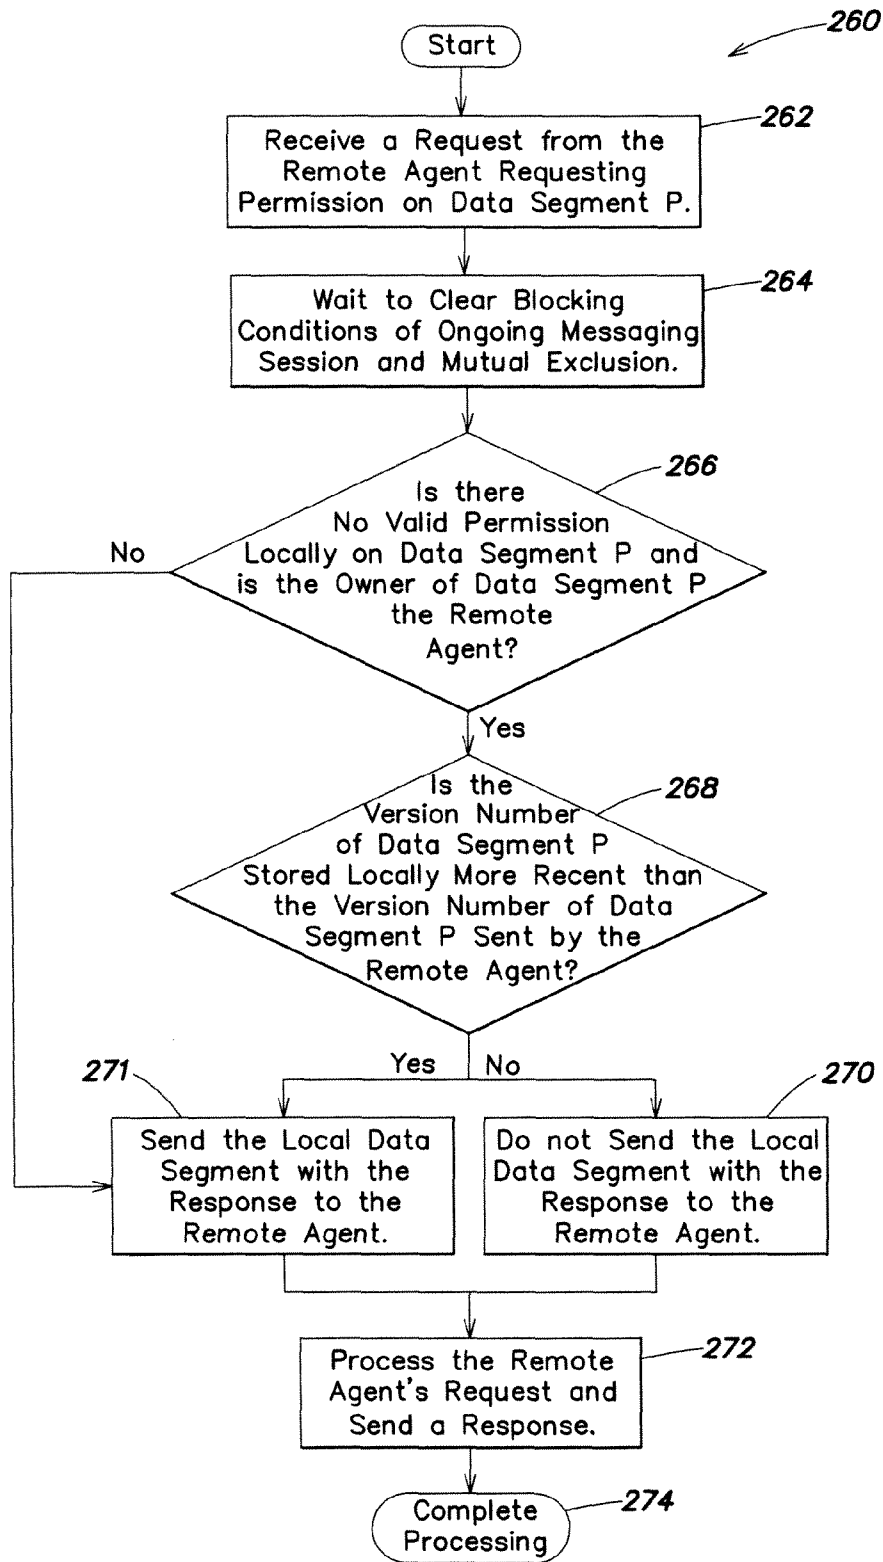 260
Start
262
Receive a Request from the
Remote Agent Requesting
Permission on Data Segment P.
264
Wait to Clear Blocking
Conditions of Ongoing Messaging
Session and Mutual Exclusion.
266
Is there
No Valid Permission
Locally on Data Segment P and
is the Owner of Data Segment P
the Remote
Agent?
No
Yes
268
Is the
Version Number
of Data Segment P
Stored Locally More Recent than
the Version Number of Data
Segment P Sent by the
Remote Agent?
Yes
No
271
Send the Local Data
Segment with the
Response to the
Remote Agent.
270
Do not Send the Local
Data Segment with the
Response to the
Remote Agent.
272
Process the Remote
Agent's Request and
Send a Response.
274
Complete
Processing